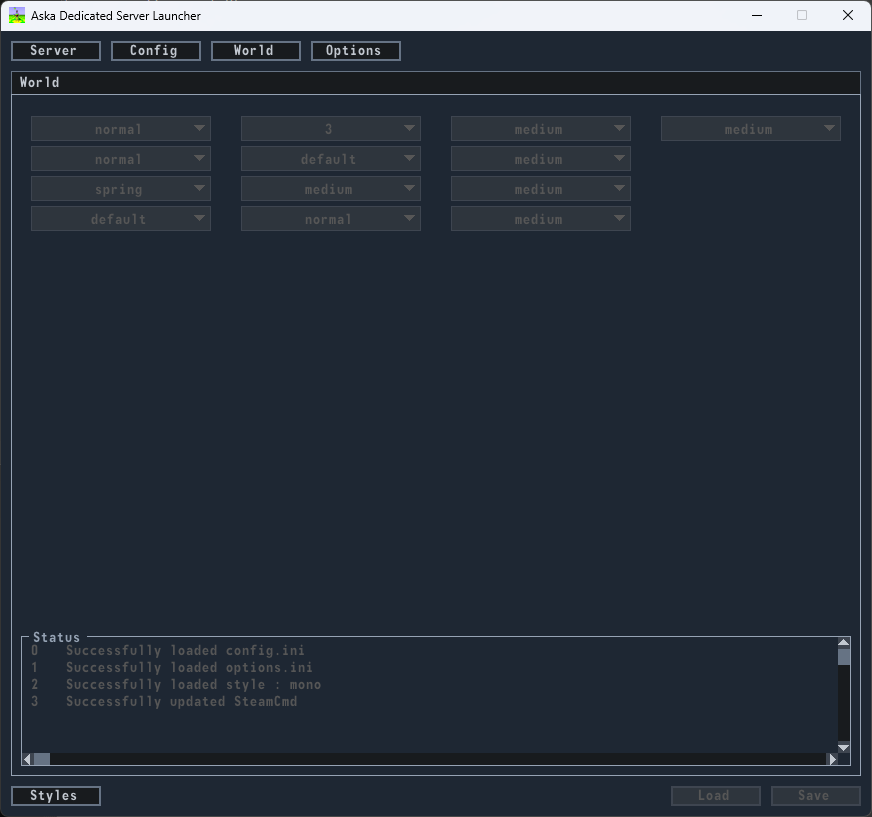 Aska Dedicated Server Launcher
Server Config World Options
World
normal 3 medium medium
normal default medium
spring medium medium
default normal medium
Status
0 Successfully loaded config.ini
1 Successfully loaded options.ini
2 Successfully loaded style : mono
3 Successfully updated SteamCmd
Styles Load Save